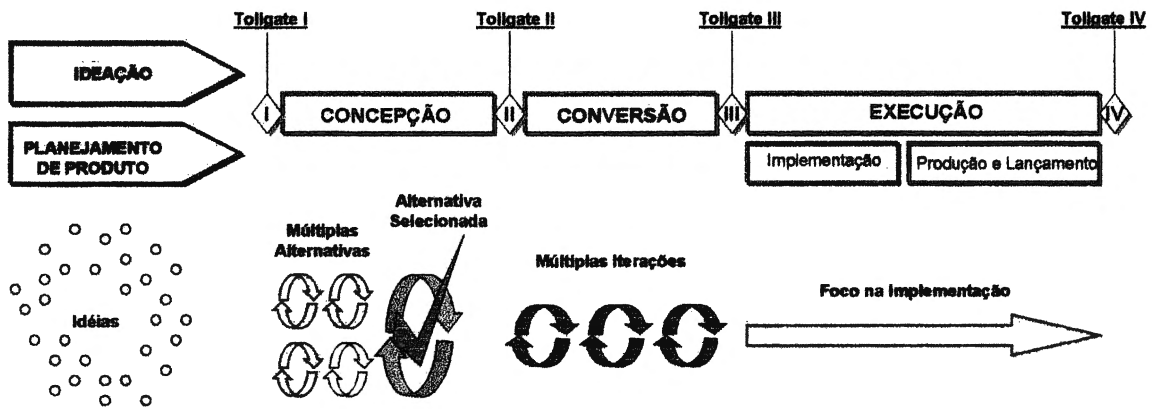 Tollgate I
Tollgate II
Tollgate III
Tollgate IV
IDEAÇÃO
I
CONCEPÇÃO
II
CONVERSÃO
III
EXECUÇÃO
IV
PLANEJAMENTO
DE PRODUTO
Implementação
Produção e Lançamento
Alternativa
Selecionada
Múltiplas
Alternativas
Múltiplas Iterações
Foco na implementação
Idéias